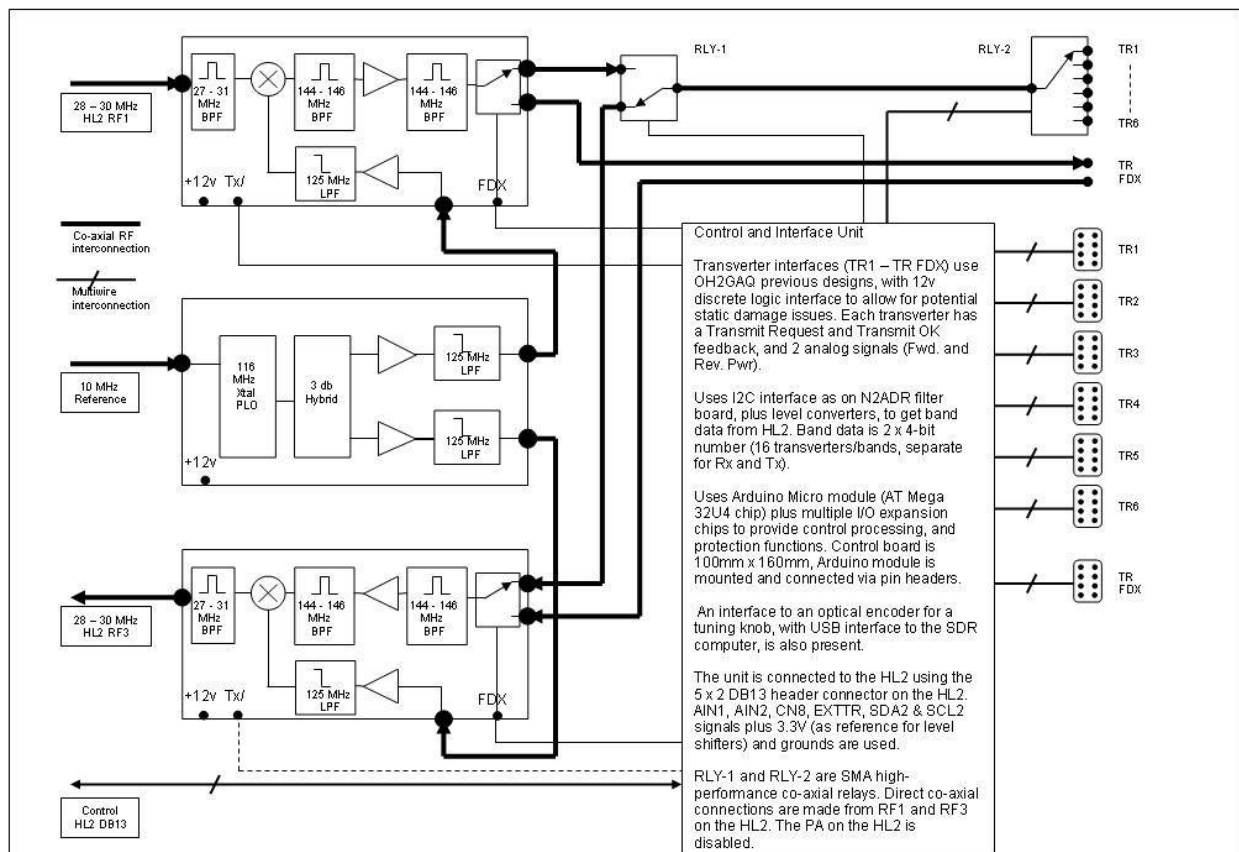 RLY-1
RLY-2
TR1
TR6
27 - 31
MHz
BPF
144 - 146
MHz
BPF
144 - 146
MHz
BPF
28 – 30 MHz
HL2 RF1
125 MHz
LPF
+12v
Tx/
FDX
TR
FDX
Co-axial RF
interconnection
Multiwire
interconnection
116
MHz
Xtal
PLO
3 db
Hybrid
125 MHz
LPF
125 MHz
LPF
10 MHz
Reference
+12v
27 - 31
MHz
BPF
144 - 146
MHz
BPF
144 - 146
MHz
BPF
28 – 30 MHz
HL2 RF3
125 MHz
LPF
+12v
Tx/
FDX
Control
HL2 DB13
Control and Interface Unit
Transverter interfaces (TR1 – TR FDX) use
OH2GAQ previous designs, with 12v
discrete logic interface to allow for potential
static damage issues. Each transverter has
a Transmit Request and Transmit OK
feedback, and 2 analog signals (Fwd. and
Rev. Pwr).
Uses I2C interface as on N2ADR filter
board, plus level converters, to get band
data from HL2. Band data is 2 x 4-bit
number (16 transverters/bands, separate
for Rx and Tx).
Uses Arduino Micro module (AT Mega
32U4 chip) plus multiple I/O expansion
chips to provide control processing, and
protection functions. Control board is
100mm x 160mm, Arduino module is
mounted and connected via pin headers.
An interface to an optical encoder for a
tuning knob, with USB interface to the SDR
computer, is also present.
The unit is connected to the HL2 using the
5 x 2 DB13 header connector on the HL2.
AIN1, AIN2, CN8, EXTTR, SDA2 & SCL2
signals plus 3.3V (as reference for level
shifters) and grounds are used.
RLY-1 and RLY-2 are SMA high-
performance co-axial relays. Direct co-axial
connections are made from RF1 and RF3
on the HL2. The PA on the HL2 is
disabled.
TR1
TR2
TR3
TR4
TR5
TR6
TR
FDX